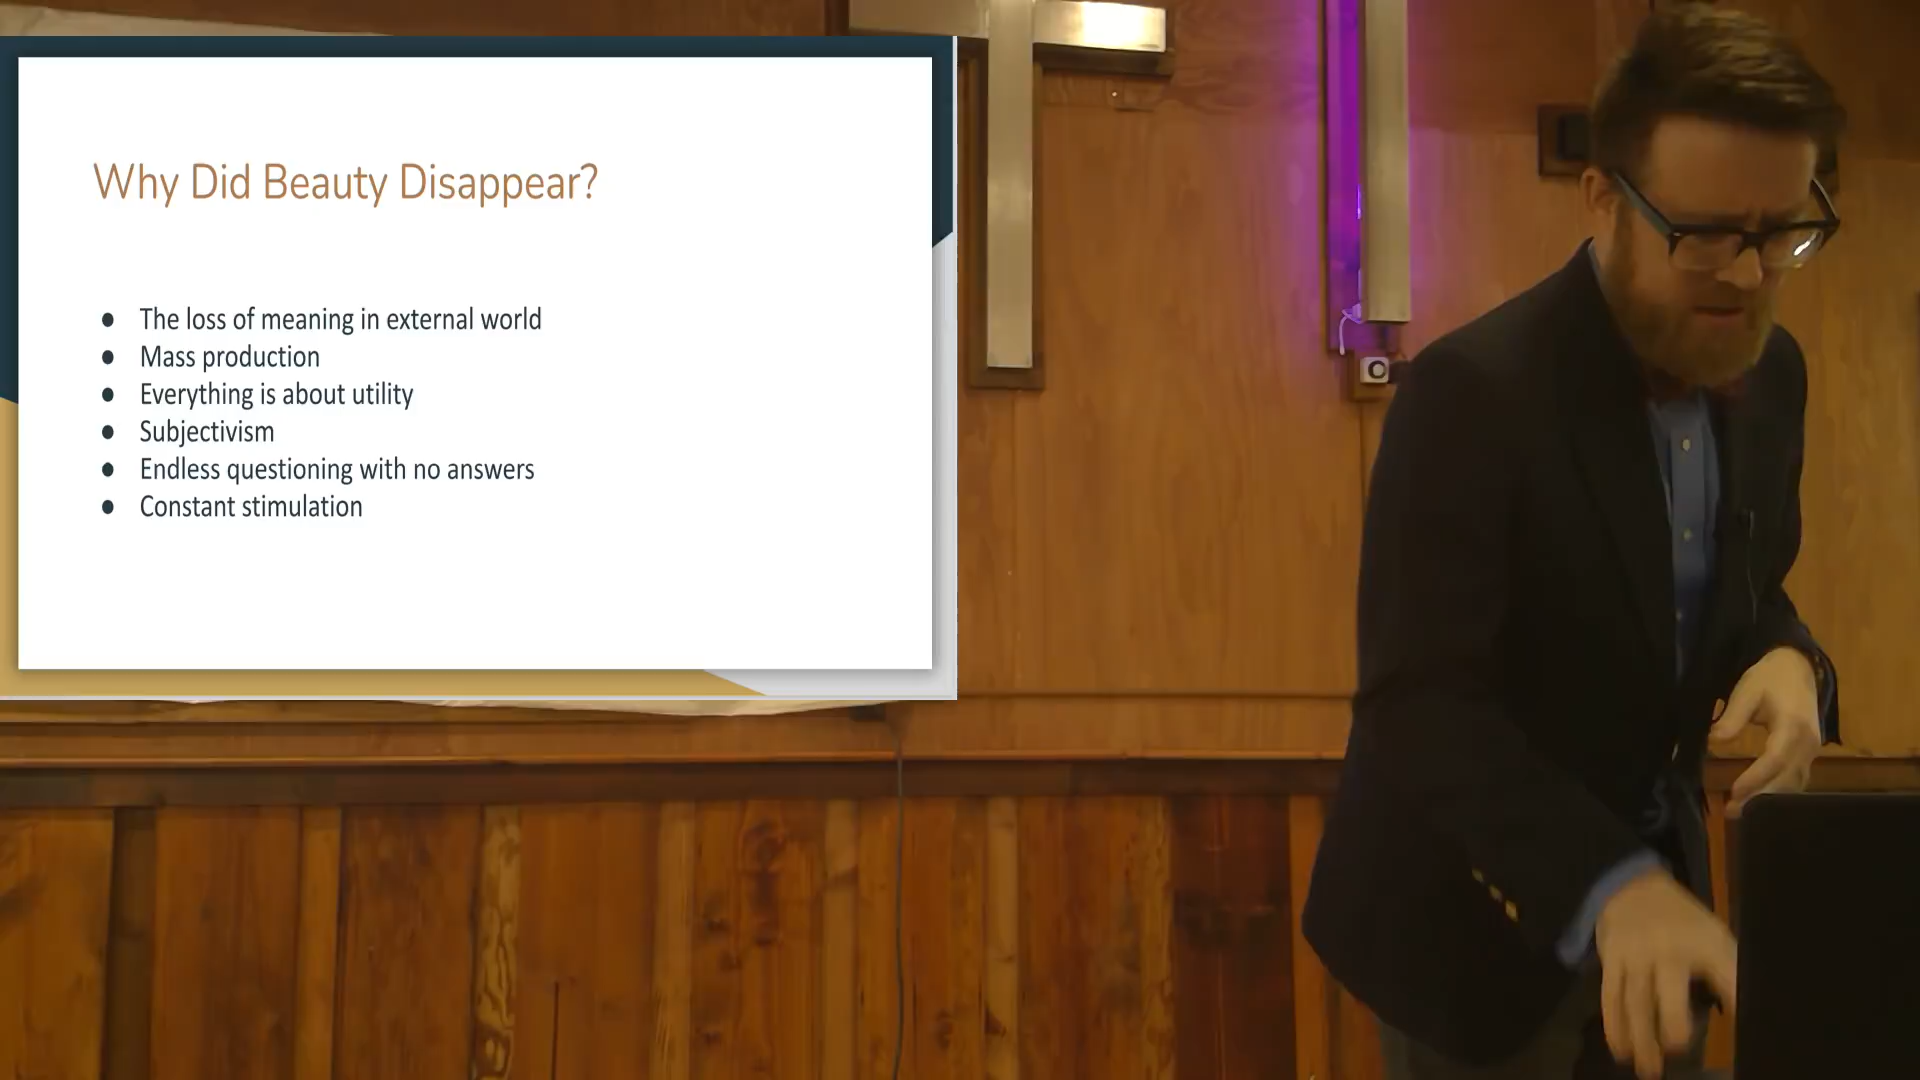 Why Did Beauty Disappear?
● The loss of meaning in external world
● Mass production
● Everything is about utility
● Subjectivism
● Endless questioning with no answers
● Constant stimulation